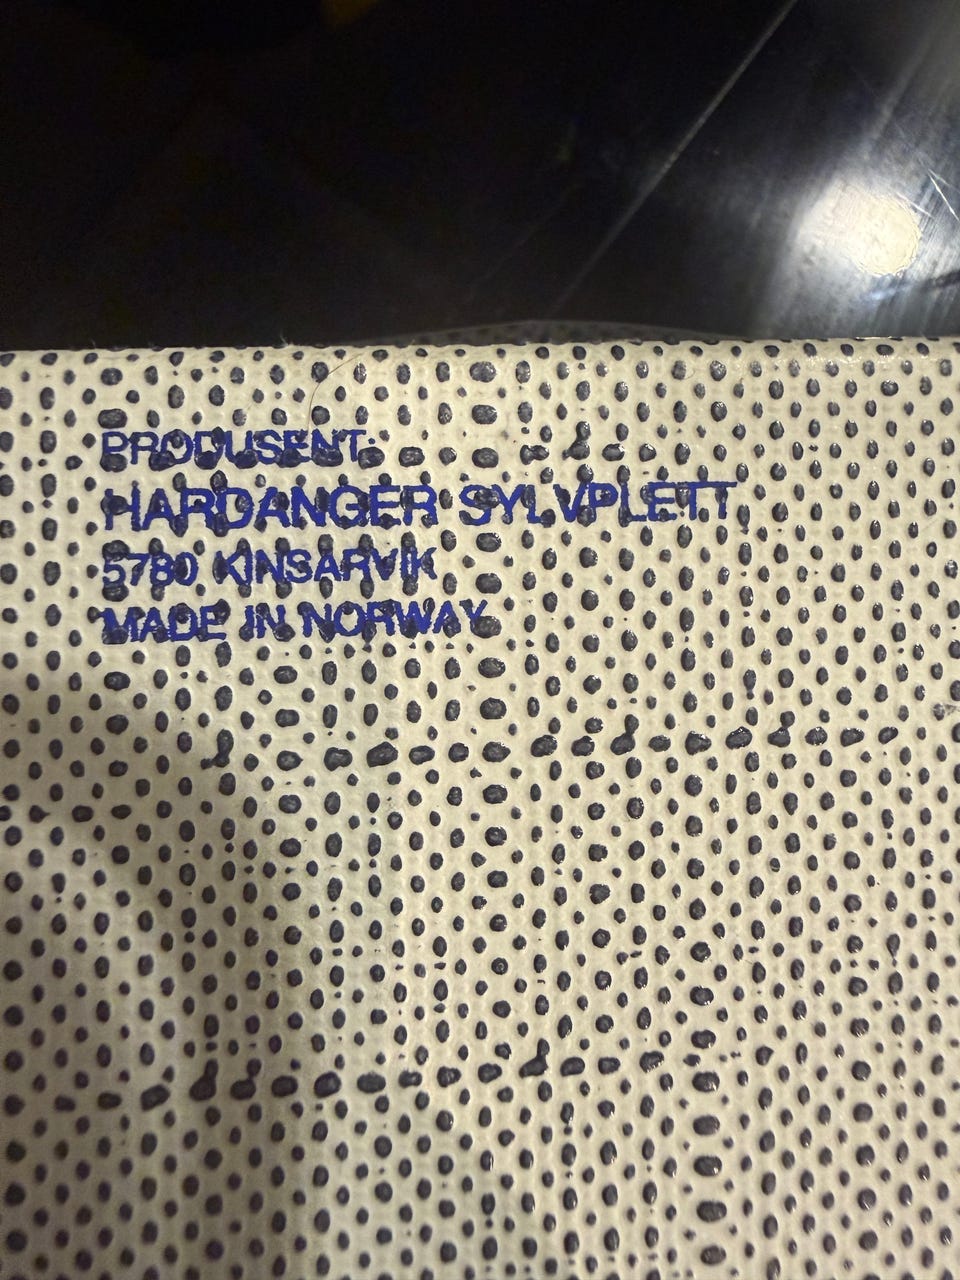 PRODUSENT:
HARDANGER SYLVPLETT
5780 KINSARVIK
MADE IN NORWAY